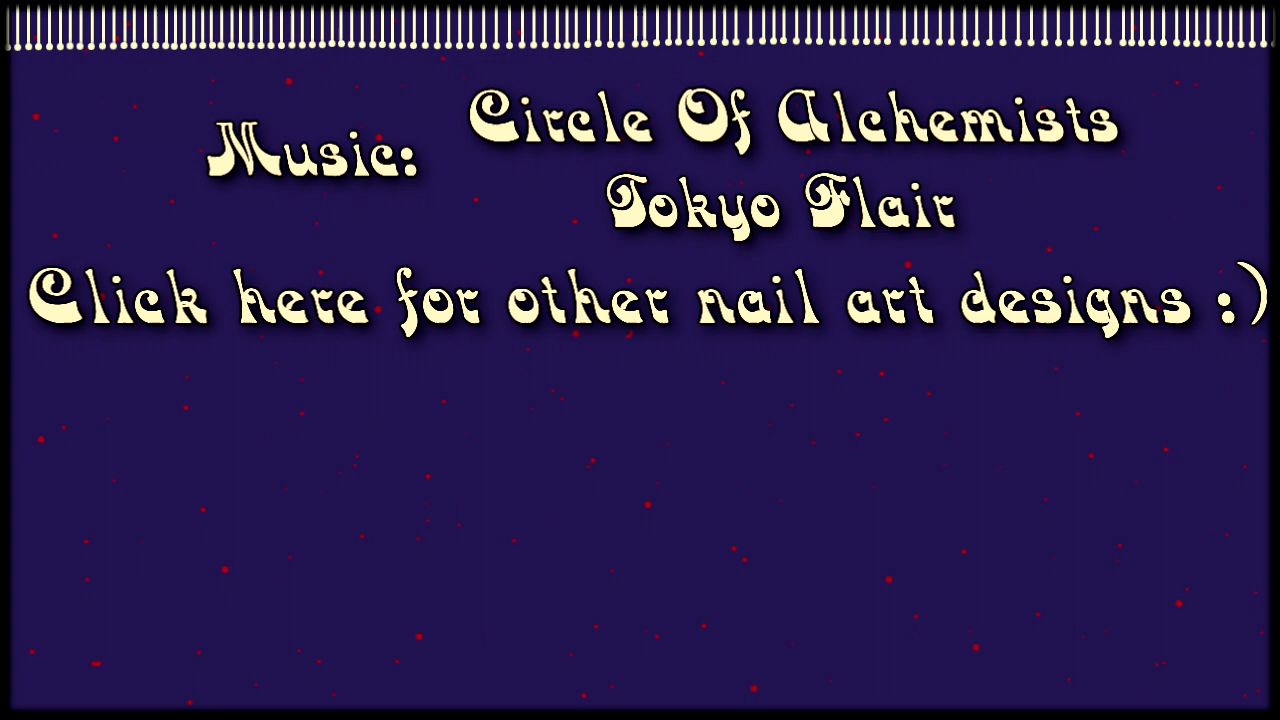 Music:
Circle Of Alchemists
Tokyo Flair
Click here for other nail art designs :)